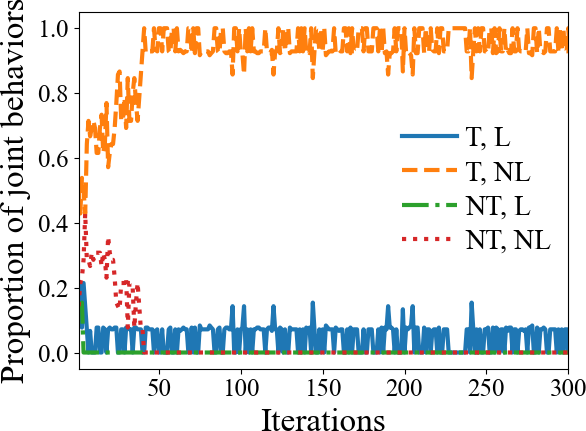 Proportion of joint behaviors
1.0
0.8
0.6
0.4
0.2
0.0
T, L
T, NL
NT, L
NT, NL
50
100
150
200
250
300
Iterations